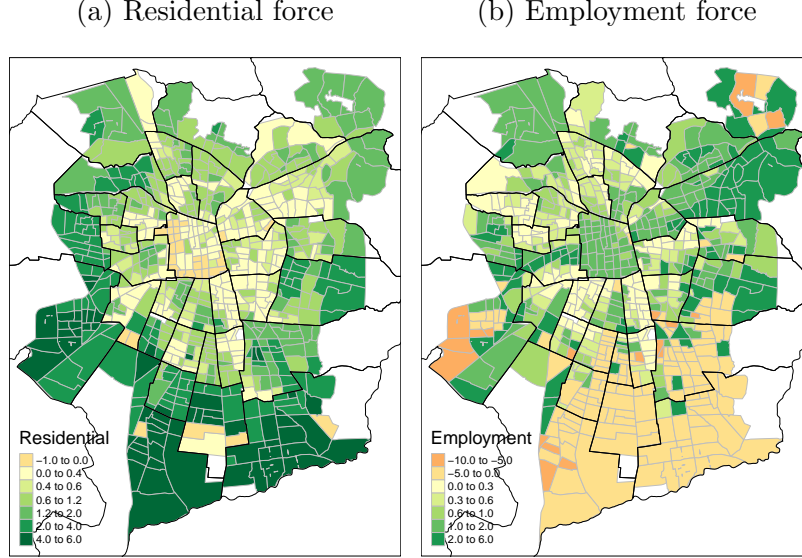 (a) Residential force
(b) Employment force
Residential
−1.0 to 0.0
0.0 to 0.4
0.4 to 0.6
0.6 to 1.2
1.2 to 2.0
2.0 to 4.0
4.0 to 6.0
Employment
−10.0 to −5.0
−5.0 to 0.0
0.0 to 0.3
0.3 to 0.6
0.6 to 1.0
1.0 to 2.0
2.0 to 6.0